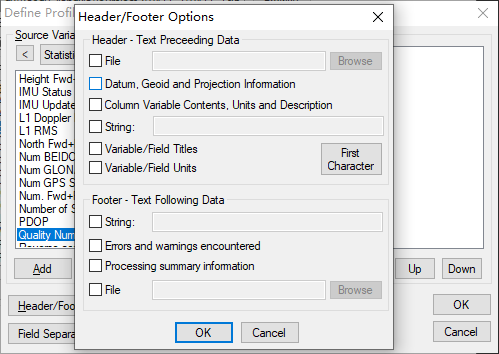 Define Profil
Header/Footer Options
Source Varia
<
Statisti
Height Fwd+
IMU Status
IMU Update
L1 Doppler
L1 RMS
North Fwd+
Num BEIDO
Num GLON
Num GPS S
Num. Fwd+
Number of S
PDOP
Quality Num
Add
Up
Down
Header/Foo
Field Separa
OK
Cancel
Header - Text Preceeding Data
File
Browse
Datum, Geoid and Projection Information
Column Variable Contents, Units and Description
String:
Variable/Field Titles
Variable/Field Units
First
Character
Footer - Text Following Data
String:
Errors and warnings encountered
Processing summary information
File
Browse
OK
Cancel